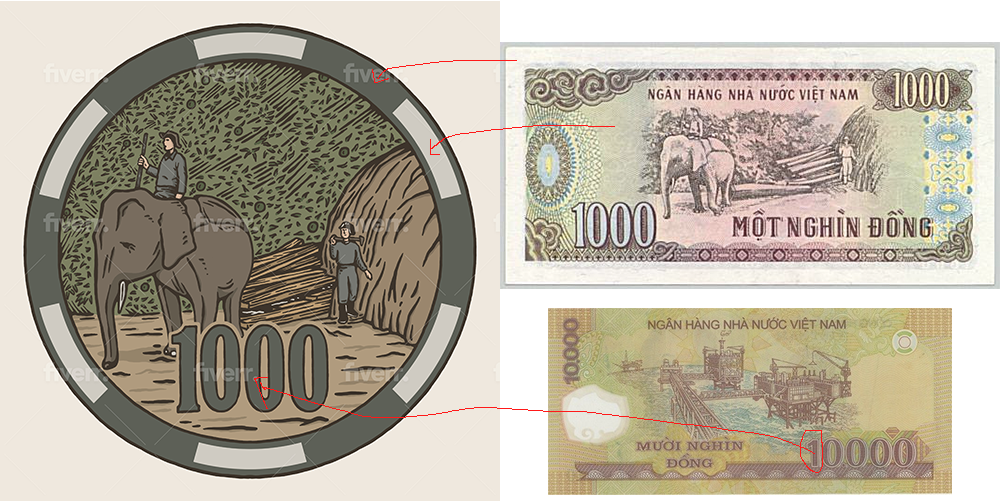 fiverr.
fiverr.
fiverr.
fiverr.
fiverr.
fiverr.
1000
fiverr.
fiverr.
fiverr.
NGÂN HÀNG NHÀ NƯỚC VIỆT NAM
1000
1000
MỘT NGHÌN ĐỒNG
10000
NGÂN HÀNG NHÀ NƯỚC VIỆT NAM
MƯỜI NGHÌN
ĐỒNG
10000